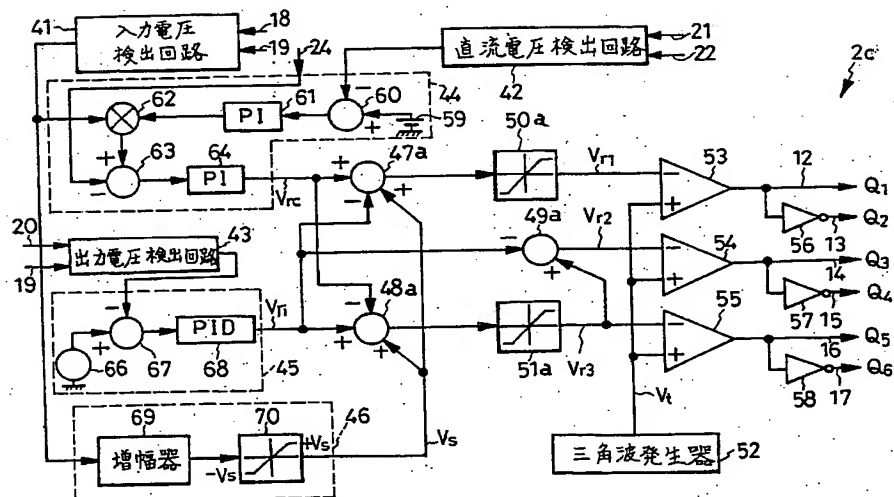 41
入力電圧
検出回路
18
19
24
直流電圧検出回路
21
22
42
2c
44
62
PI
61
-
60
+
59
+
63
-
64
PI
Vrc
+
47a
+
-
50a
Vr1
-
53
+
12
Q1
56
13
Q2
20
19
出力電圧検出回路
43
-
49a
+
Vr2
-
54
+
14
Q3
57
15
Q4
-
+
67
PID
68
Vri
45
66
-
48a
+
+
51a
Vr3
-
55
+
16
Q5
58
17
Q6
69
増幅器
-Vs
70
+Vs
46
Vs
Vt
三角波発生器
52